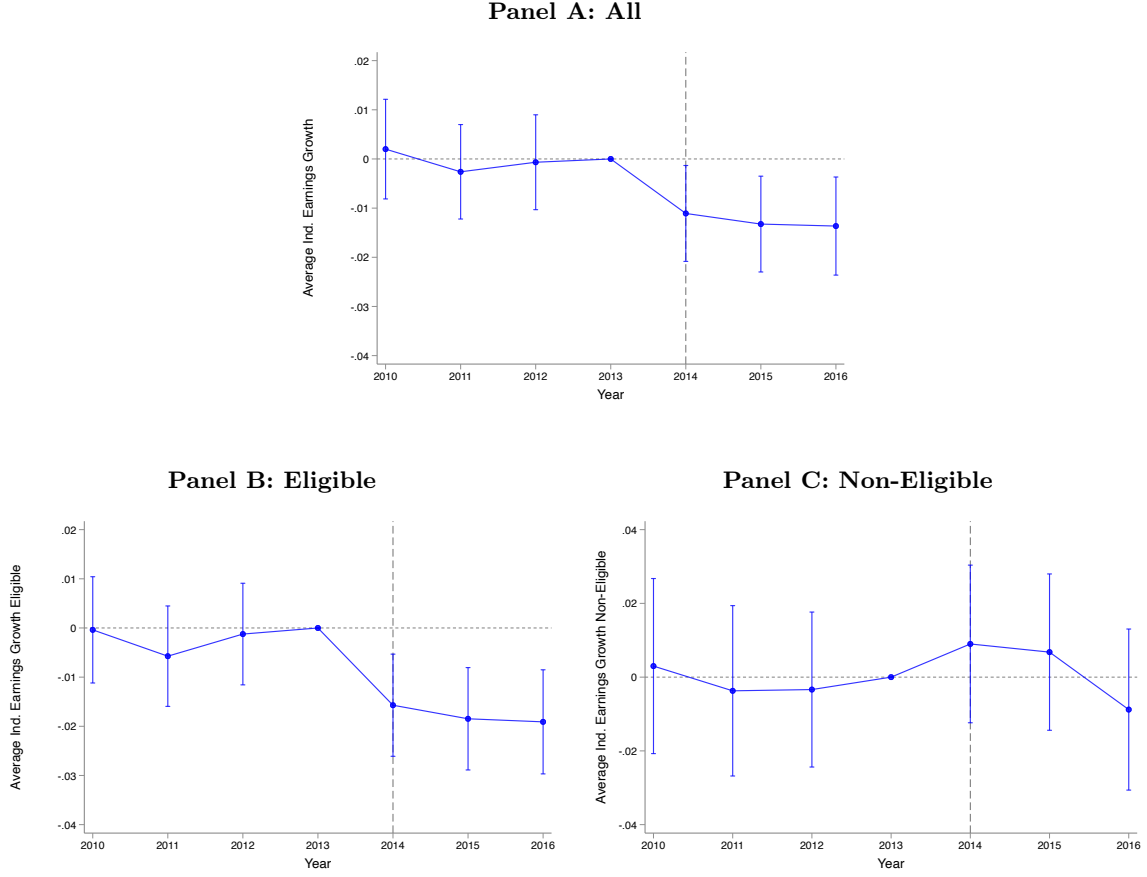 Panel A: All
Average Ind. Earnings Growth
.02
.01
0
-.01
-.02
-.03
-.04
2010 2011 2012 2013 2014 2015 2016
Year
Panel B: Eligible
Average Ind. Earnings Growth Eligible
.02
.01
0
-.01
-.02
-.03
-.04
2010 2011 2012 2013 2014 2015 2016
Year
Panel C: Non-Eligible
Average Ind. Earnings Growth Non-Eligible
.04
.02
0
-.02
-.04
2010 2011 2012 2013 2014 2015 2016
Year